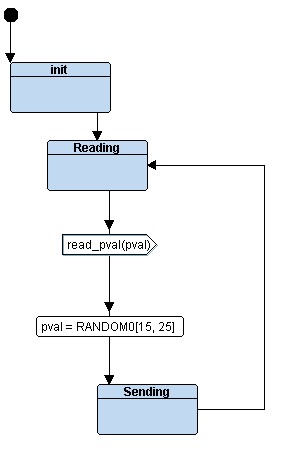 init
Reading
read_pval(pval)
pval = RANDOM0[15, 25]
Sending